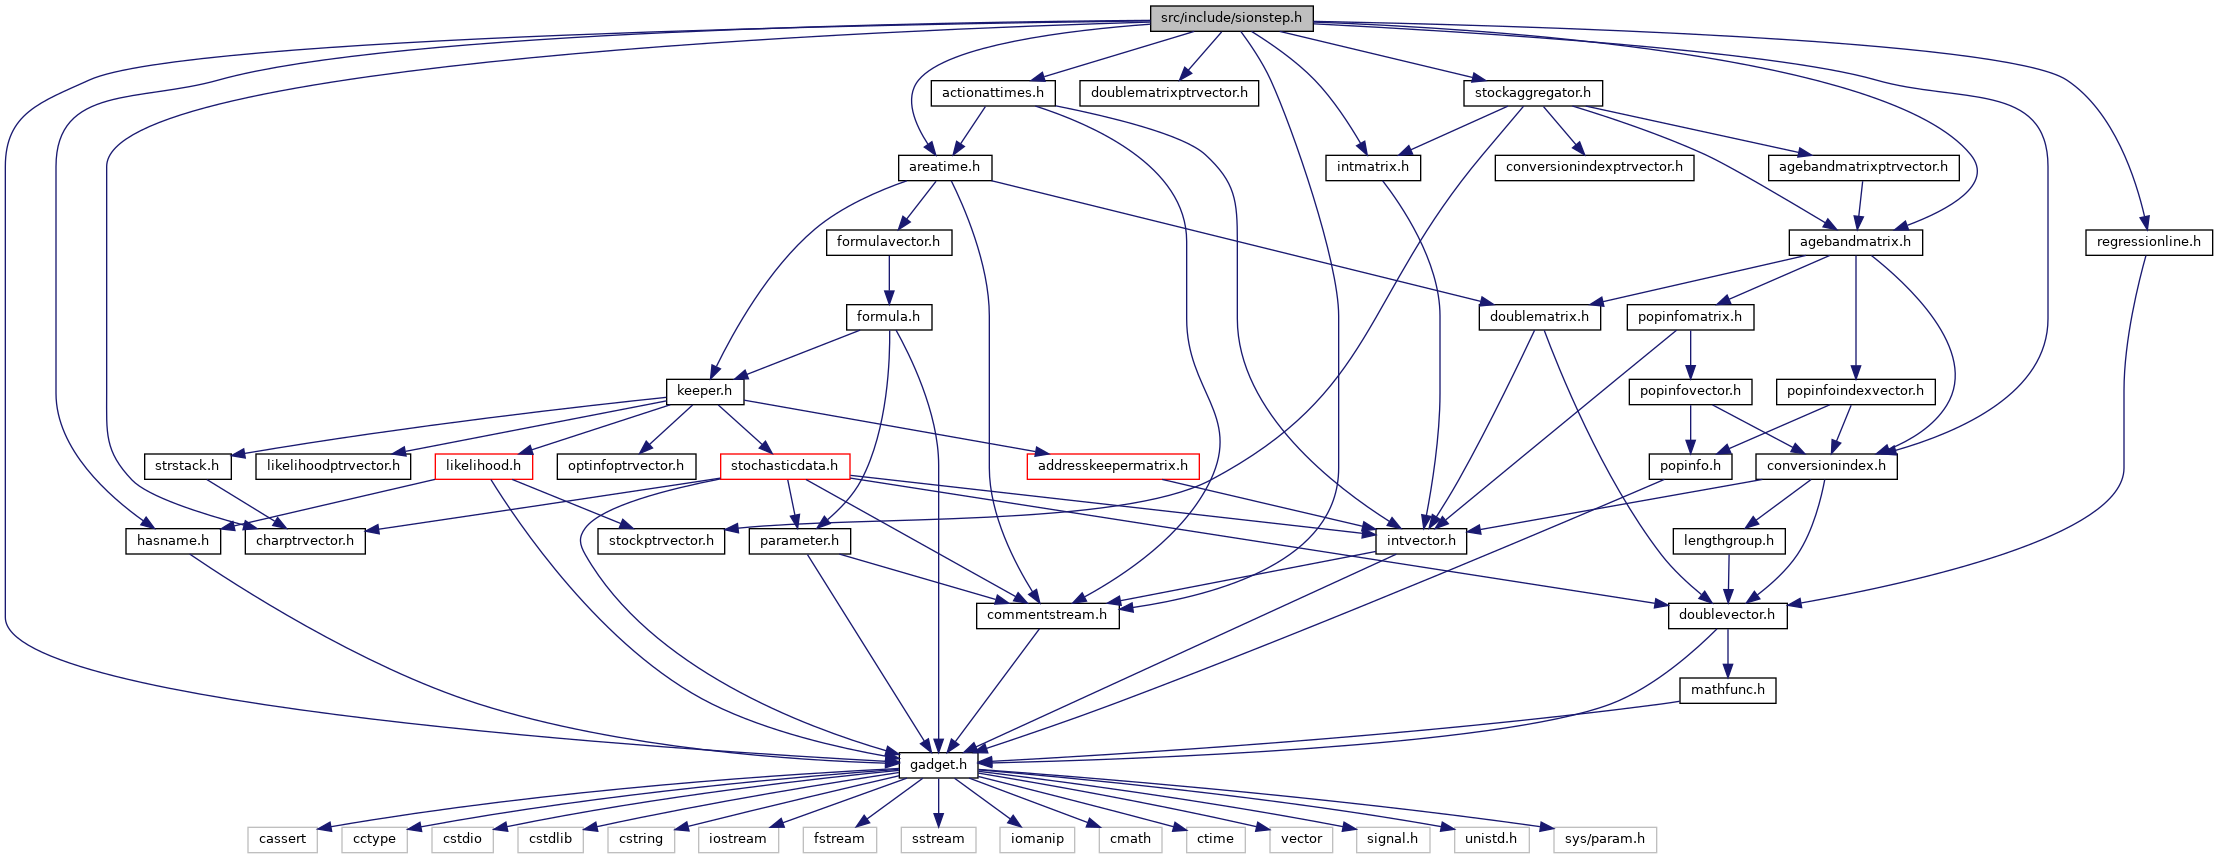 src/include/sionstep.h
actionattimes.h
doublematrixptrvector.h
stockaggregator.h
areatime.h
intmatrix.h
conversionindexptrvector.h
agebandmatrixptrvector.h
formulavector.h
agebandmatrix.h
regressionline.h
formula.h
doublematrix.h
popinfomatrix.h
keeper.h
popinfovector.h
popinfoindexvector.h
strstack.h
likelihoodptrvector.h
likelihood.h
optinfoptrvector.h
stochasticdata.h
addresskeepermatrix.h
popinfo.h
conversionindex.h
hasname.h
charptrvector.h
stockptrvector.h
parameter.h
intvector.h
lengthgroup.h
commentstream.h
doublevector.h
mathfunc.h
gadget.h
cassert
cctype
cstdio
cstdlib
cstring
iostream
fstream
sstream
iomanip
cmath
ctime
vector
signal.h
unistd.h
sys/param.h